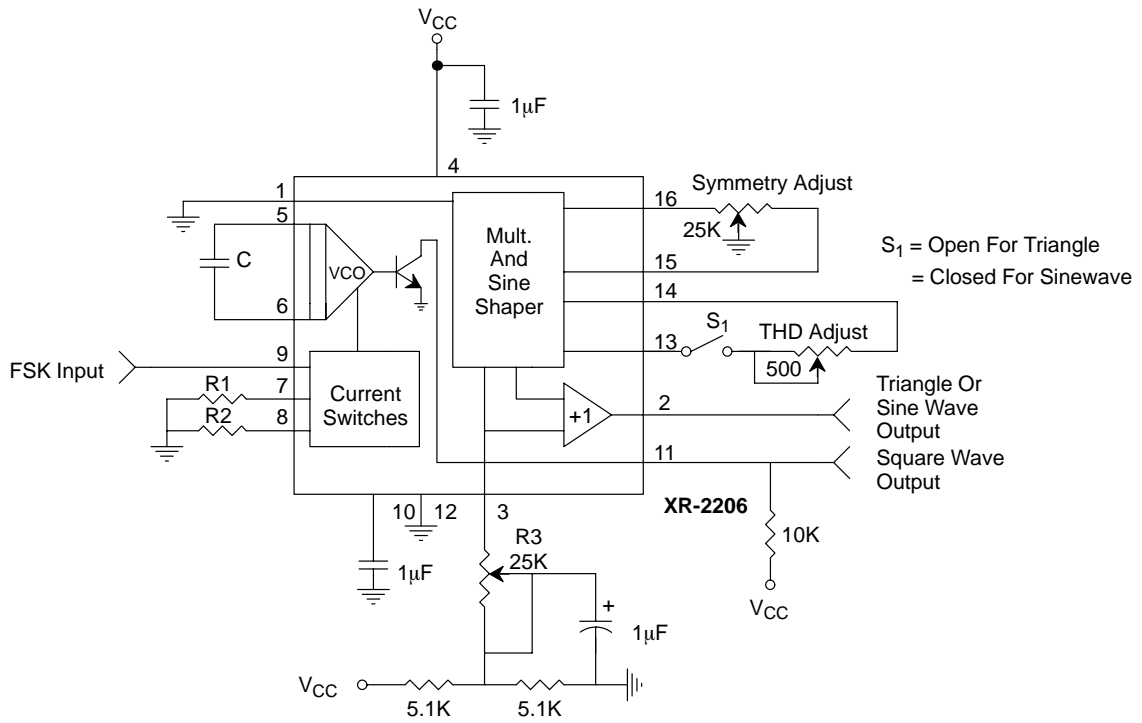 VCC
1µF
4
1
16
Symmetry Adjust
25K
5
C
VCO
Mult.
And
Sine
Shaper
15
S1 = Open For Triangle
= Closed For Sinewave
14
6
S1
THD Adjust
13
500
FSK Input
9
R1
7
R2
8
Current
Switches
+1
2
Triangle Or
Sine Wave
Output
11
Square Wave
Output
XR-2206
10
12
3
1µF
R3
25K
10K
VCC
+
1µF
VCC
5.1K
5.1K